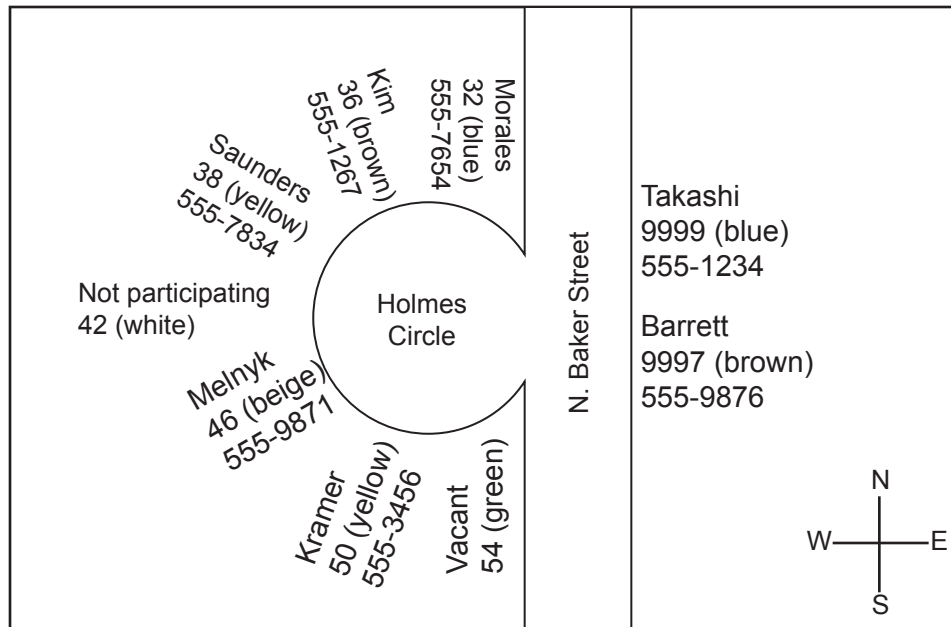 Morales
32 (blue)
555-7654
Kim
36 (brown)
555-1267
Saunders
38 (yellow)
555-7834
Not participating
42 (white)
Melnyk
46 (beige)
555-9871
Kramer
50 (yellow)
555-3456
Vacant
54 (green)
Holmes
Circle
N. Baker Street
Takashi
9999 (blue)
555-1234
Barrett
9997 (brown)
555-9876
N
W
E
S